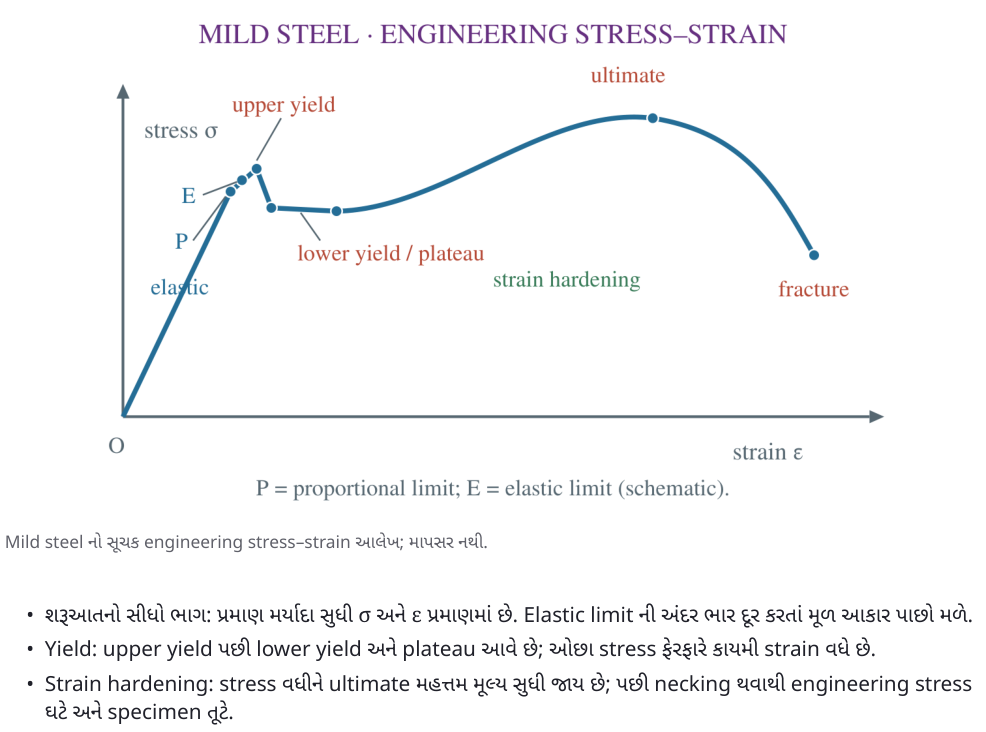 MILD STEEL · ENGINEERING STRESS–STRAIN
ultimate
upper yield
stress σ
E
P
lower yield / plateau
elastic
strain hardening
fracture
O
strain ε
P = proportional limit; E = elastic limit (schematic).
Mild steel નો સૂચક engineering stress–strain આલેખ; માપસર નથી.
• શરૂઆતનો સીધો ભાગ: પ્રમાણ મર્યાદા સુધી σ અને ε પ્રમાણમાં છે. Elastic limit ની અંદર ભાર દૂર કરતાં મૂળ આકાર પાછો મળે.
• Yield: upper yield પછી lower yield અને plateau આવે છે; ઓછા stress ફેરફારે કાયમી strain વધે છે.
• Strain hardening: stress વધીને ultimate મહત્તમ મૂલ્ય સુધી જાય છે; પછી necking થવાથી engineering stress
ઘટે અને specimen તૂટે.